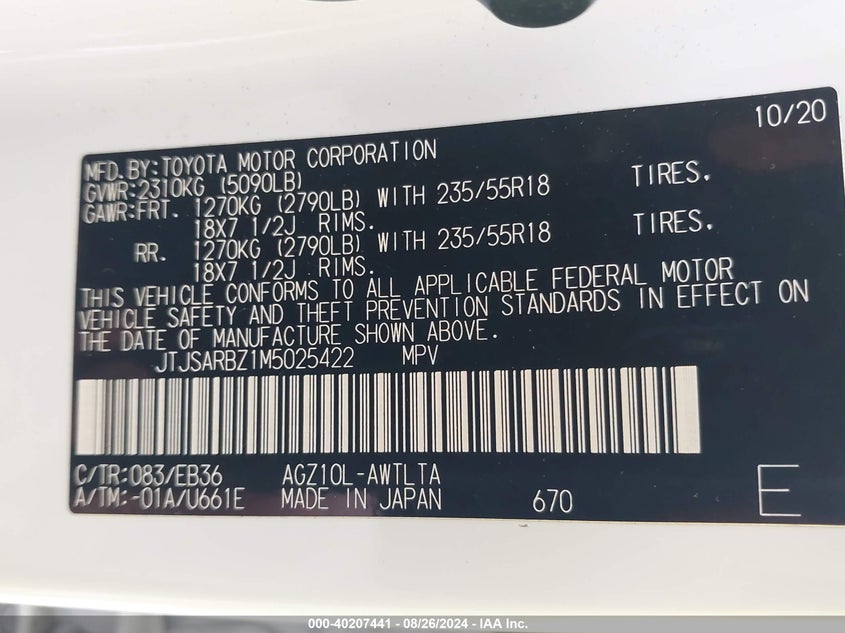 10/20
MFD.BY:TOYOTA MOTOR CORPORATION
GVWR:2310KG (5090LB)
GAWR:FRT. 1270KG (2790LB) WITH 235/55R18 TIRES.
18X7 1/2J RIMS.
RR. 1270KG (2790LB) WITH 235/55R18 TIRES.
18X7 1/2J RIMS.
THIS VEHICLE CONFORMS TO ALL APPLICABLE FEDERAL MOTOR
VEHICLE SAFETY AND THEFT PREVENTION STANDARDS IN EFFECT ON
THE DATE OF MANUFACTURE SHOWN ABOVE.
JTJSARBZ1M5025422 MPV
C/TR:083/EB36 AGZ10L-AWTLTA
A/TM:-01A/U661E MADE IN JAPAN 670 E
000-40207441 - 08/26/2024 - IAA Inc.